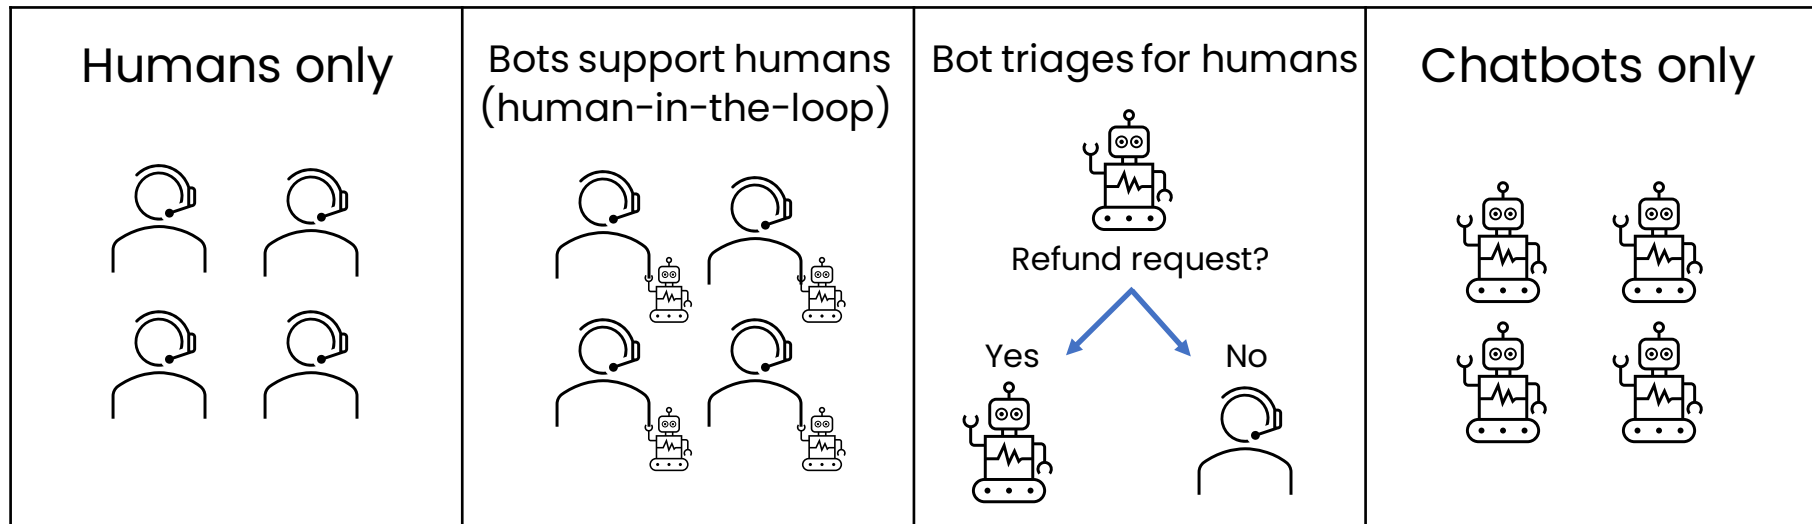 Humans only
Bots support humans
(human-in-the-loop)
Bot triages for humans
Refund request?
Yes
No
Chatbots only